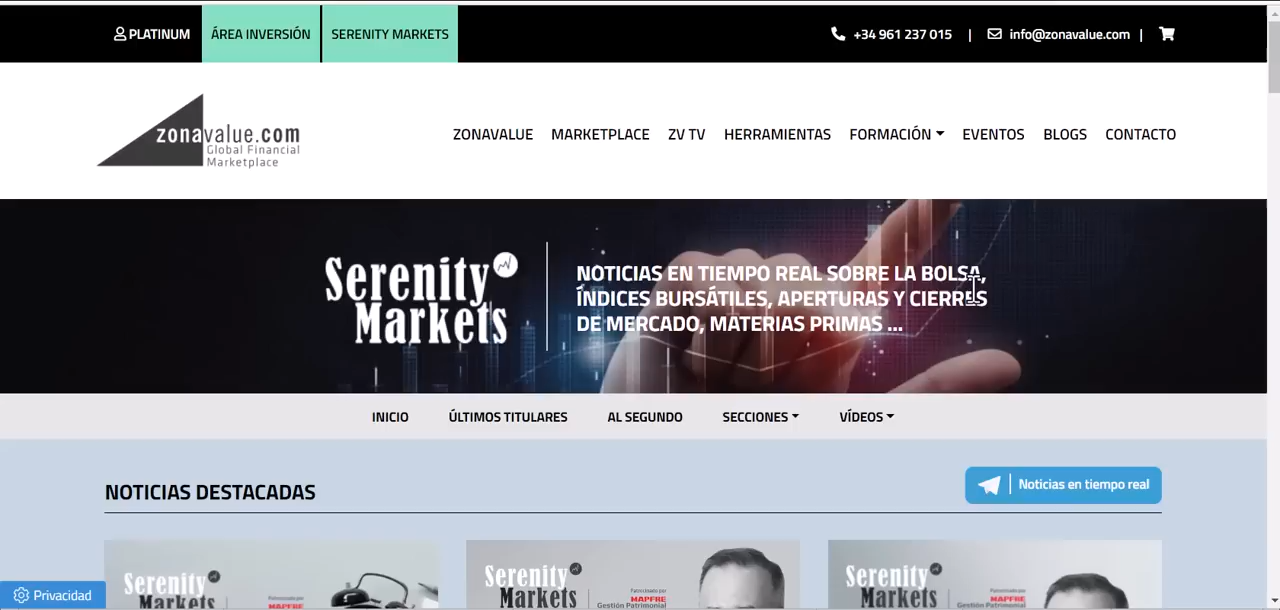 PLATINUM ÁREA INVERSIÓN SERENITY MARKETS +34 961 237 015 | info@zonavalue.com |
zonavalue.com
Global Financial
Marketplace
ZONAVALUE MARKETPLACE ZV TV HERRAMIENTAS FORMACIÓN EVENTOS BLOGS CONTACTO
Serenity
Markets
NOTICIAS EN TIEMPO REAL SOBRE LA BOLSA,
ÍNDICES BURSÁTILES, APERTURAS Y CIERRES
DE MERCADO, MATERIAS PRIMAS ...
INICIO ÚLTIMOS TITULARES AL SEGUNDO SECCIONES VÍDEOS
NOTICIAS DESTACADAS
Noticias en tiempo real
Serenity
Markets
MAPFRE
Serenity
Markets
MAPFRE
Gestión Patrimonial
Serenity
Markets
MAPFRE
Gestión Patrimonial
Privacidad